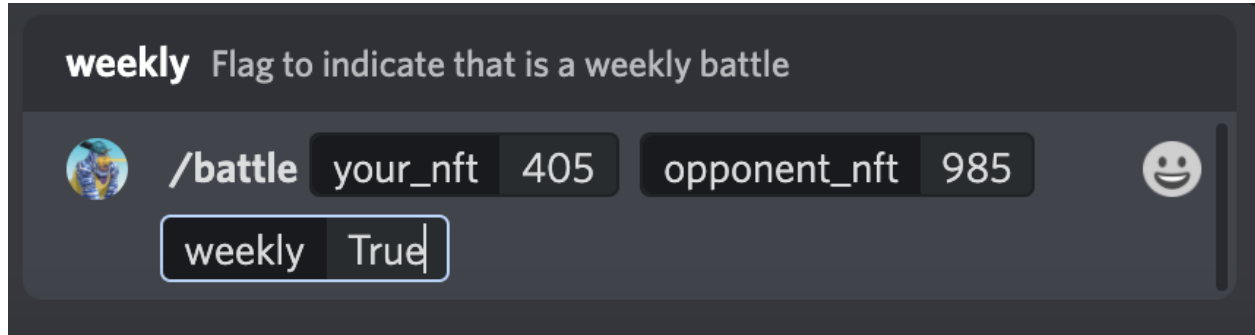 weekly Flag to indicate that is a weekly battle
/battle your_nft 405 opponent_nft 985
weekly True